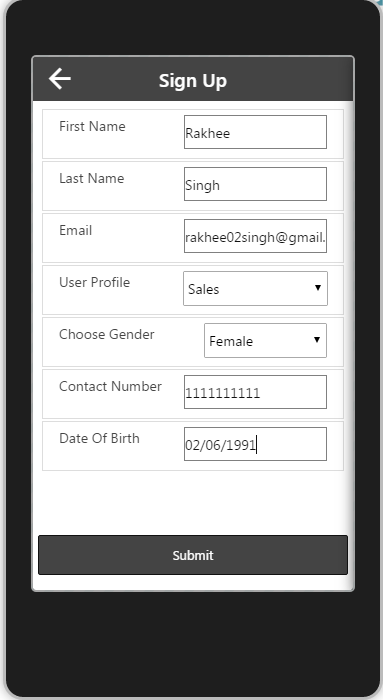 Sign Up
First Name Rakhee
Last Name Singh
Email rakhee02singh@gmail.
User Profile Sales
Choose Gender Female
Contact Number 1111111111
Date Of Birth 02/06/1991
Submit